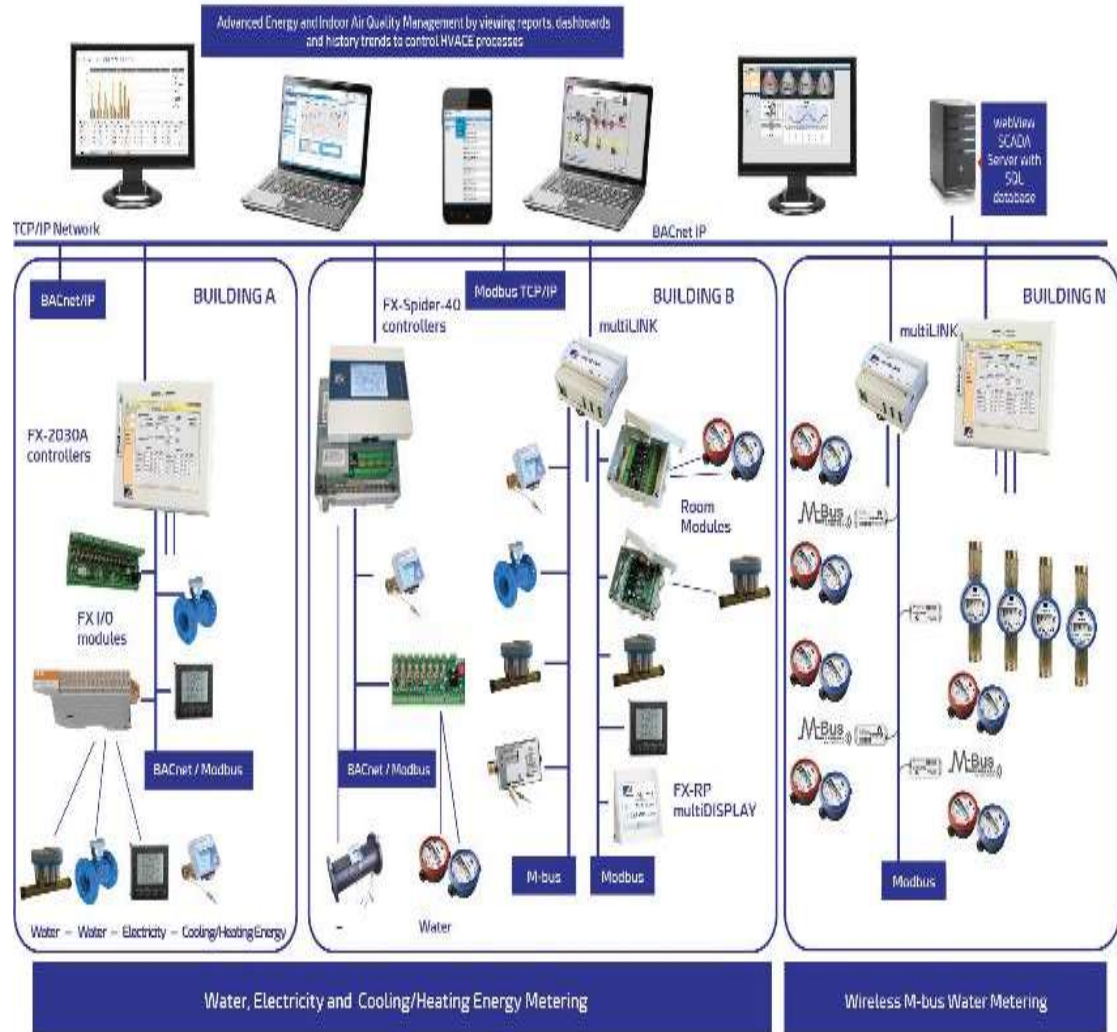 Advanced Energy and Indoor Air Quality Management by viewing reports, dashboards
and history trends to control HVACE processes
webView
SCADA
Server with
SQL
database
TCP/IP Network
BACnet IP
BACnet/IP
BUILDING A
FX-2030A
controllers
FX I/O
modules
BACnet / Modbus
Water – Water – Electricity – Cooling/Heating Energy
FX-Spider-40
controllers
Modbus TCP/IP
BUILDING B
multiLINK
Room
Modules
BACnet / Modbus
FX-RP
multiDISPLAY
M-bus
Modbus
–
Water
BUILDING N
multiLINK
M-Bus
M-Bus
M-Bus
Modbus
Water, Electricity and Cooling/Heating Energy Metering
Wireless M-bus Water Metering